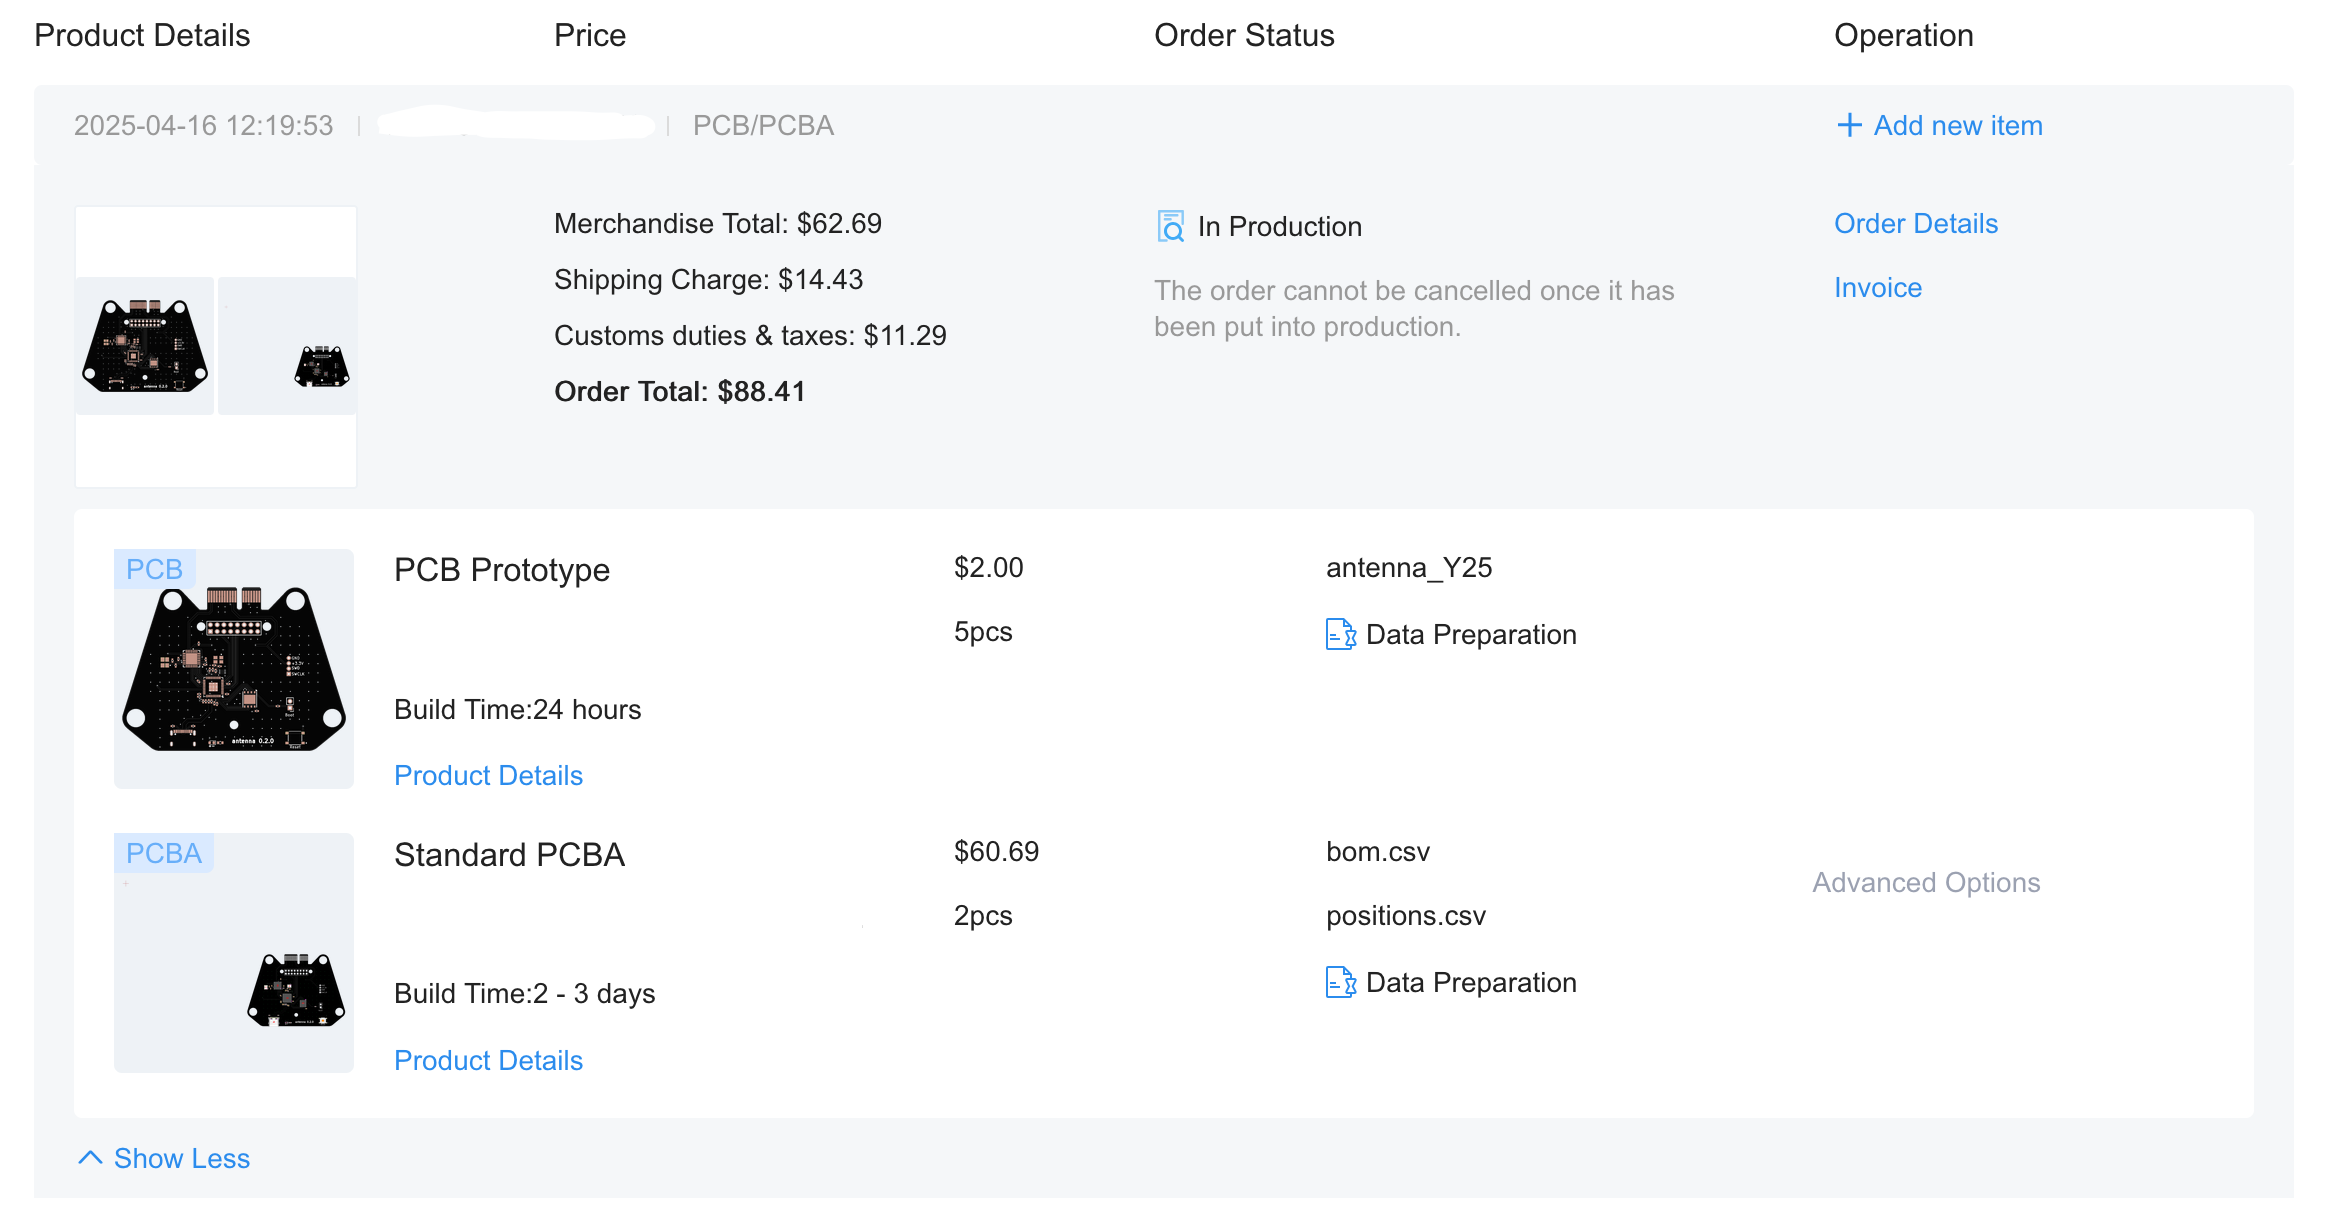 Product Details Price Order Status Operation
2025-04-16 12:19:53 PCB/PCBA + Add new item
Merchandise Total: $62.69
Shipping Charge: $14.43
Customs duties & taxes: $11.29
Order Total: $88.41
In Production
The order cannot be cancelled once it has
been put into production.
Order Details
Invoice
PCB
antenna 0.2.0
PCB Prototype
Build Time:24 hours
Product Details
$2.00
5pcs
antenna_Y25
Data Preparation
PCBA
Standard PCBA
Build Time:2 - 3 days
Product Details
$60.69
2pcs
bom.csv
positions.csv
Data Preparation
Advanced Options
Show Less